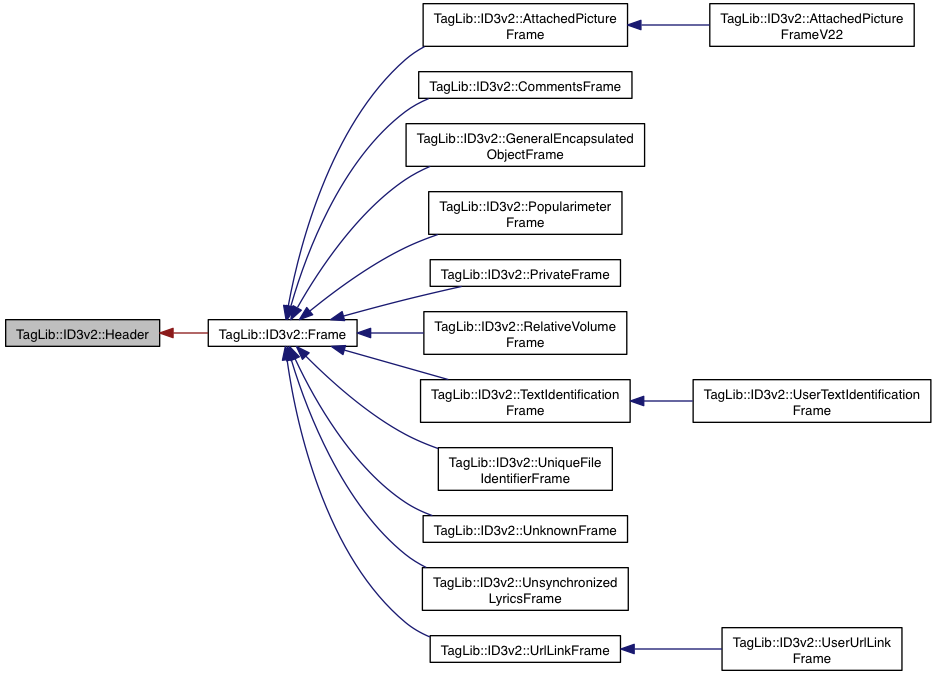 TagLib::ID3v2::AttachedPicture
Frame
TagLib::ID3v2::AttachedPicture
FrameV22
TagLib::ID3v2::CommentsFrame
TagLib::ID3v2::GeneralEncapsulated
ObjectFrame
TagLib::ID3v2::Popularimeter
Frame
TagLib::ID3v2::PrivateFrame
TagLib::ID3v2::Header
TagLib::ID3v2::Frame
TagLib::ID3v2::RelativeVolume
Frame
TagLib::ID3v2::TextIdentification
Frame
TagLib::ID3v2::UserTextIdentification
Frame
TagLib::ID3v2::UniqueFile
IdentifierFrame
TagLib::ID3v2::UnknownFrame
TagLib::ID3v2::Unsynchronized
LyricsFrame
TagLib::ID3v2::UrlLinkFrame
TagLib::ID3v2::UserUrlLink
Frame